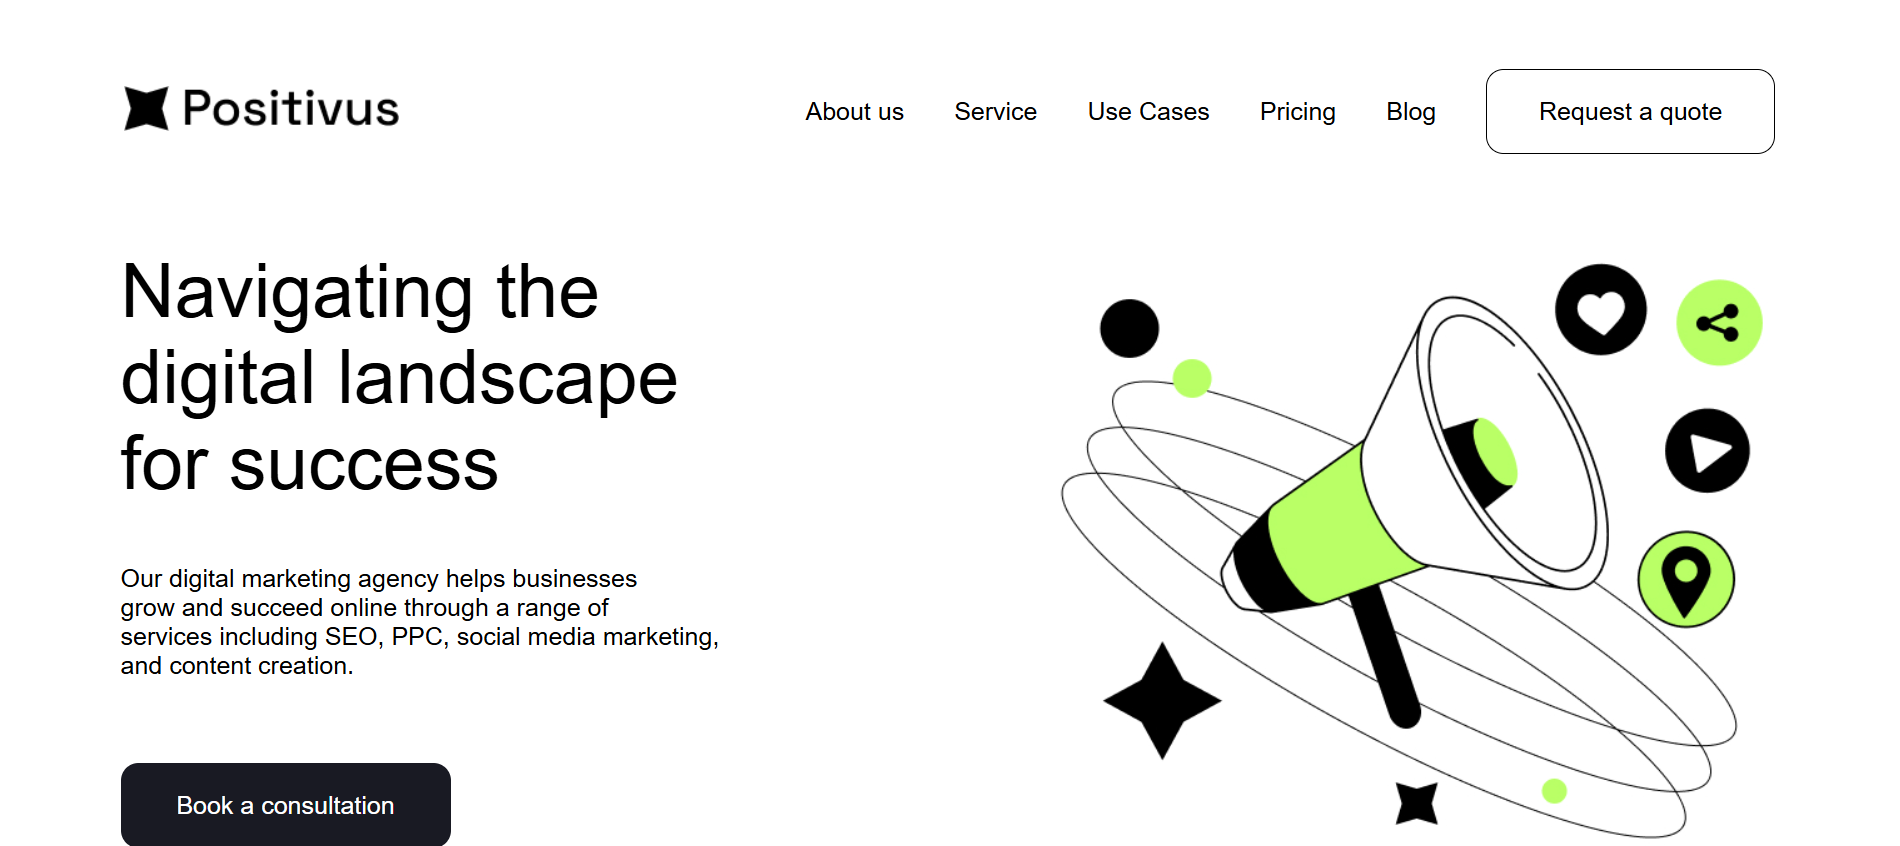 Positivus
About us
Service
Use Cases
Pricing
Blog
Request a quote
Navigating the
digital landscape
for success
Our digital marketing agency helps businesses
grow and succeed online through a range of
services including SEO, PPC, social media marketing,
and content creation.
Book a consultation